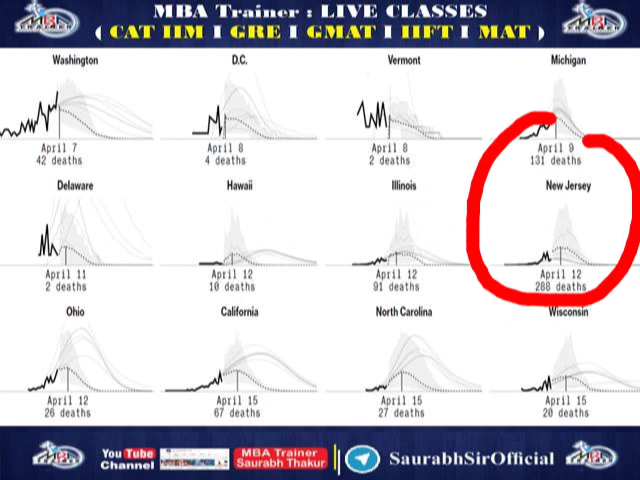 MBA Trainer : LIVE CLASSES
( CAT IIM I GRE I GMAT I IIFT I MAT )
Washington
D.C.
Vermont
Michigan
April 7
42 deaths
April 8
4 deaths
April 8
2 deaths
April 9
131 deaths
Delaware
Hawaii
Illinois
New Jersey
April 11
2 deaths
April 12
10 deaths
April 12
91 deaths
April 12
288 deaths
Ohio
California
North Carolina
Wisconsin
April 12
26 deaths
April 15
67 deaths
April 15
27 deaths
April 15
20 deaths
You Tube
Channel
MBA Trainer
Saurabh Thakur
SaurabhSirOfficial